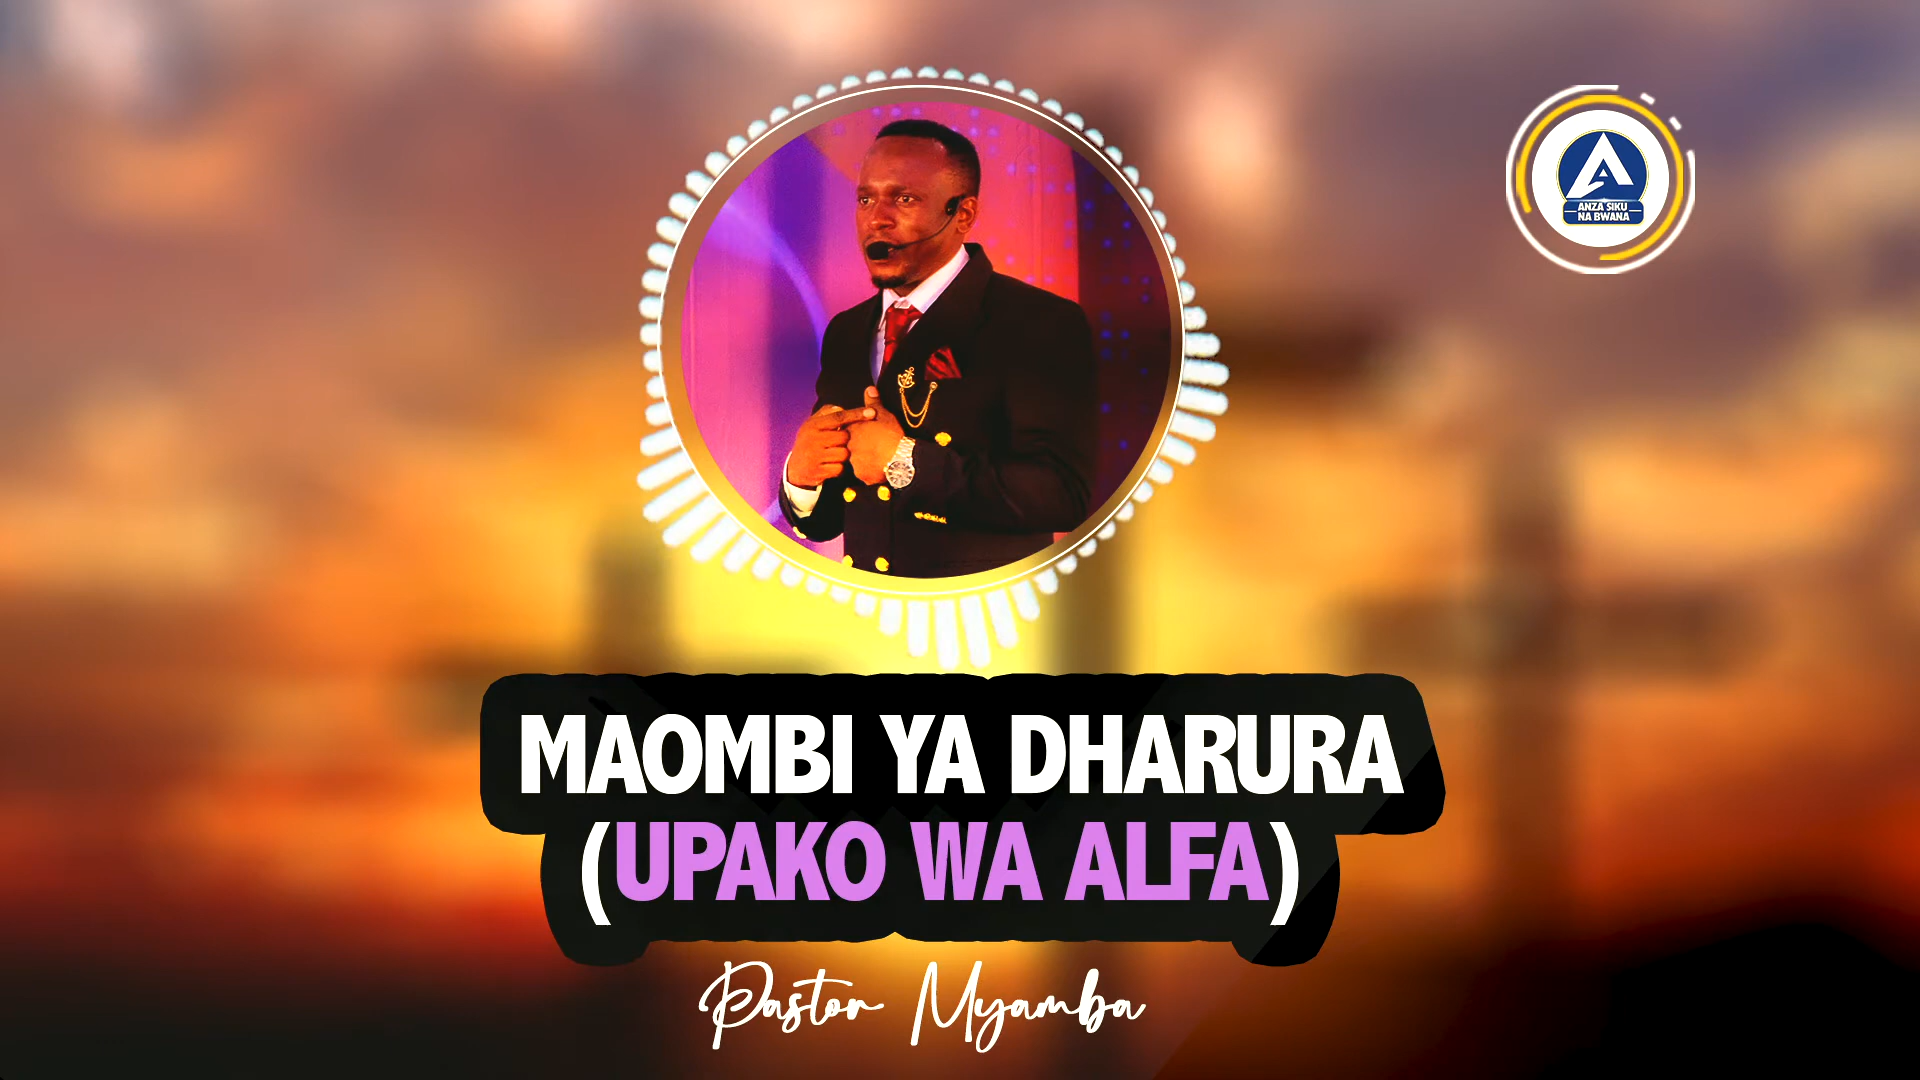 ANZA SIKU
NA BWANA
MAOMBI YA DHARURA
(UPAKO WA ALFA)
Pastor Myamba